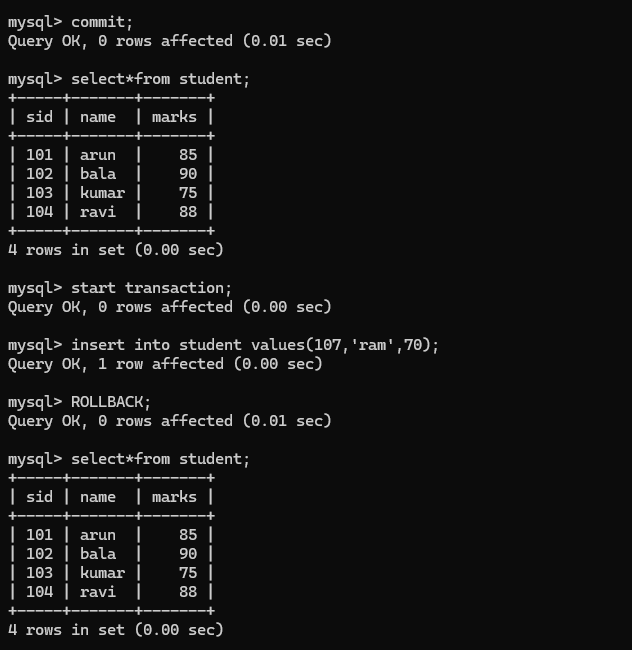 mysql> commit;
Query OK, 0 rows affected (0.01 sec)
mysql> select*from student;
+-----+-------+-------+
| sid | name  | marks |
+-----+-------+-------+
| 101 | arun  |    85 |
| 102 | bala  |    90 |
| 103 | kumar |    75 |
| 104 | ravi  |    88 |
+-----+-------+-------+
4 rows in set (0.00 sec)
mysql> start transaction;
Query OK, 0 rows affected (0.00 sec)
mysql> insert into student values(107,'ram',70);
Query OK, 1 row affected (0.00 sec)
mysql> ROLLBACK;
Query OK, 0 rows affected (0.01 sec)
mysql> select*from student;
+-----+-------+-------+
| sid | name  | marks |
+-----+-------+-------+
| 101 | arun  |    85 |
| 102 | bala  |    90 |
| 103 | kumar |    75 |
| 104 | ravi  |    88 |
+-----+-------+-------+
4 rows in set (0.00 sec)